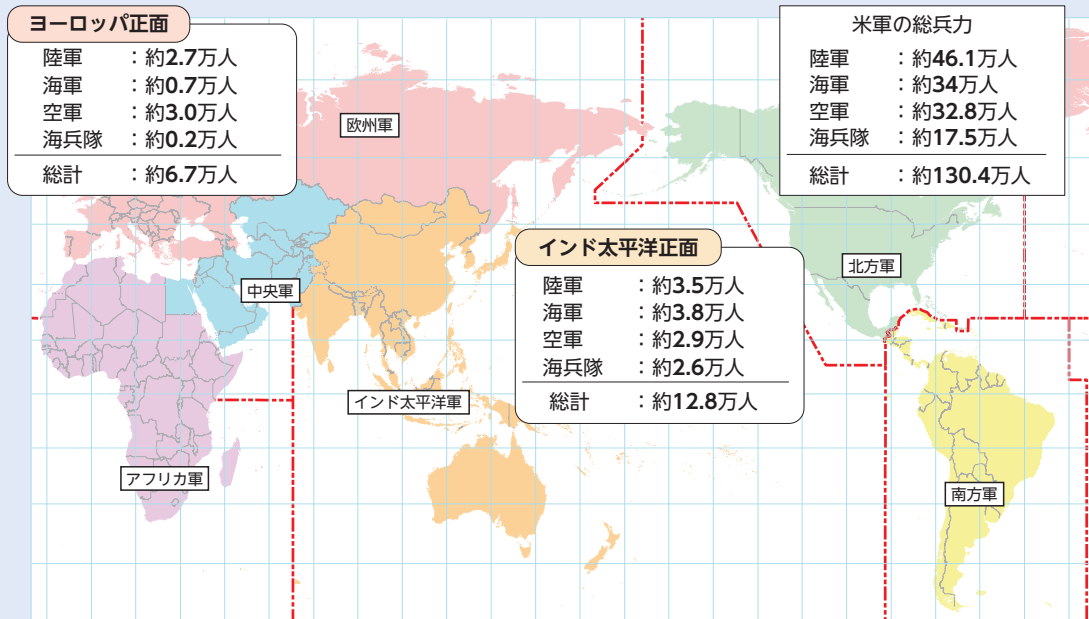 ヨーロッパ正面
陸軍 :約2.7万人
海軍 :約0.7万人
空軍 :約3.0万人
海兵隊 :約0.2万人
総計 :約6.7万人
米軍の総兵力
陸軍 :約46.1万人
海軍 :約34万人
空軍 :約32.8万人
海兵隊 :約17.5万人
総計 :約130.4万人
欧州軍
インド太平洋正面
陸軍 :約3.5万人
海軍 :約3.8万人
空軍 :約2.9万人
海兵隊 :約2.6万人
総計 :約12.8万人
北方軍
中央軍
インド太平洋軍
アフリカ軍
南方軍